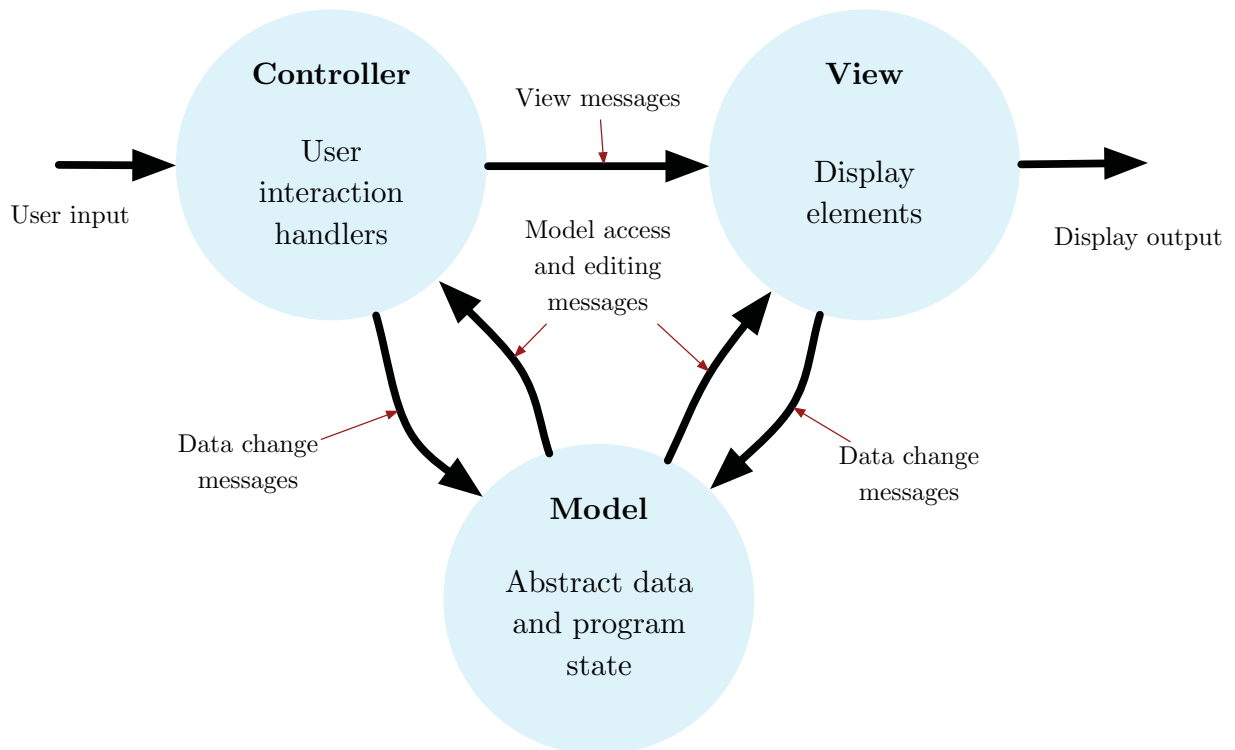 Controller
User
interaction
handlers
View messages
View
Display
elements
User input
Display output
Model access
and editing
messages
Data change
messages
Data change
messages
Model
Abstract data
and program
state